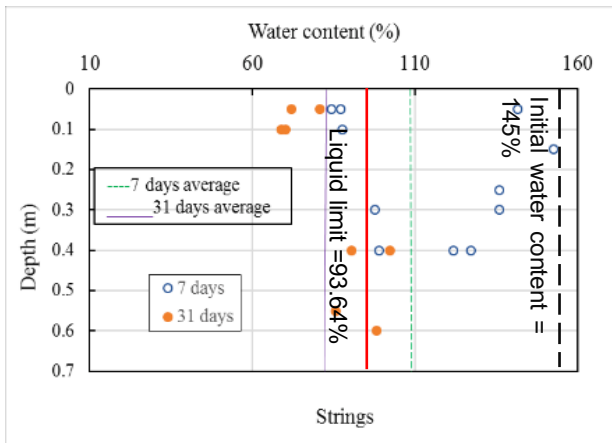 Water content (%)
10 60 110 160
0
0.1
0.2
0.3
0.4
0.5
0.6
0.7
Depth (m)
----7 days average
_____31 days average
7 days
31 days
Liquid limit =93.64%
Initial water content =
145%
Strings